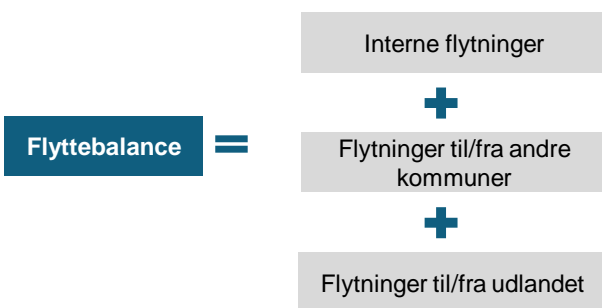 Interne flytninger
Flyttebalance
Flytninger til/fra andre
kommuner
Flytninger til/fra udlandet